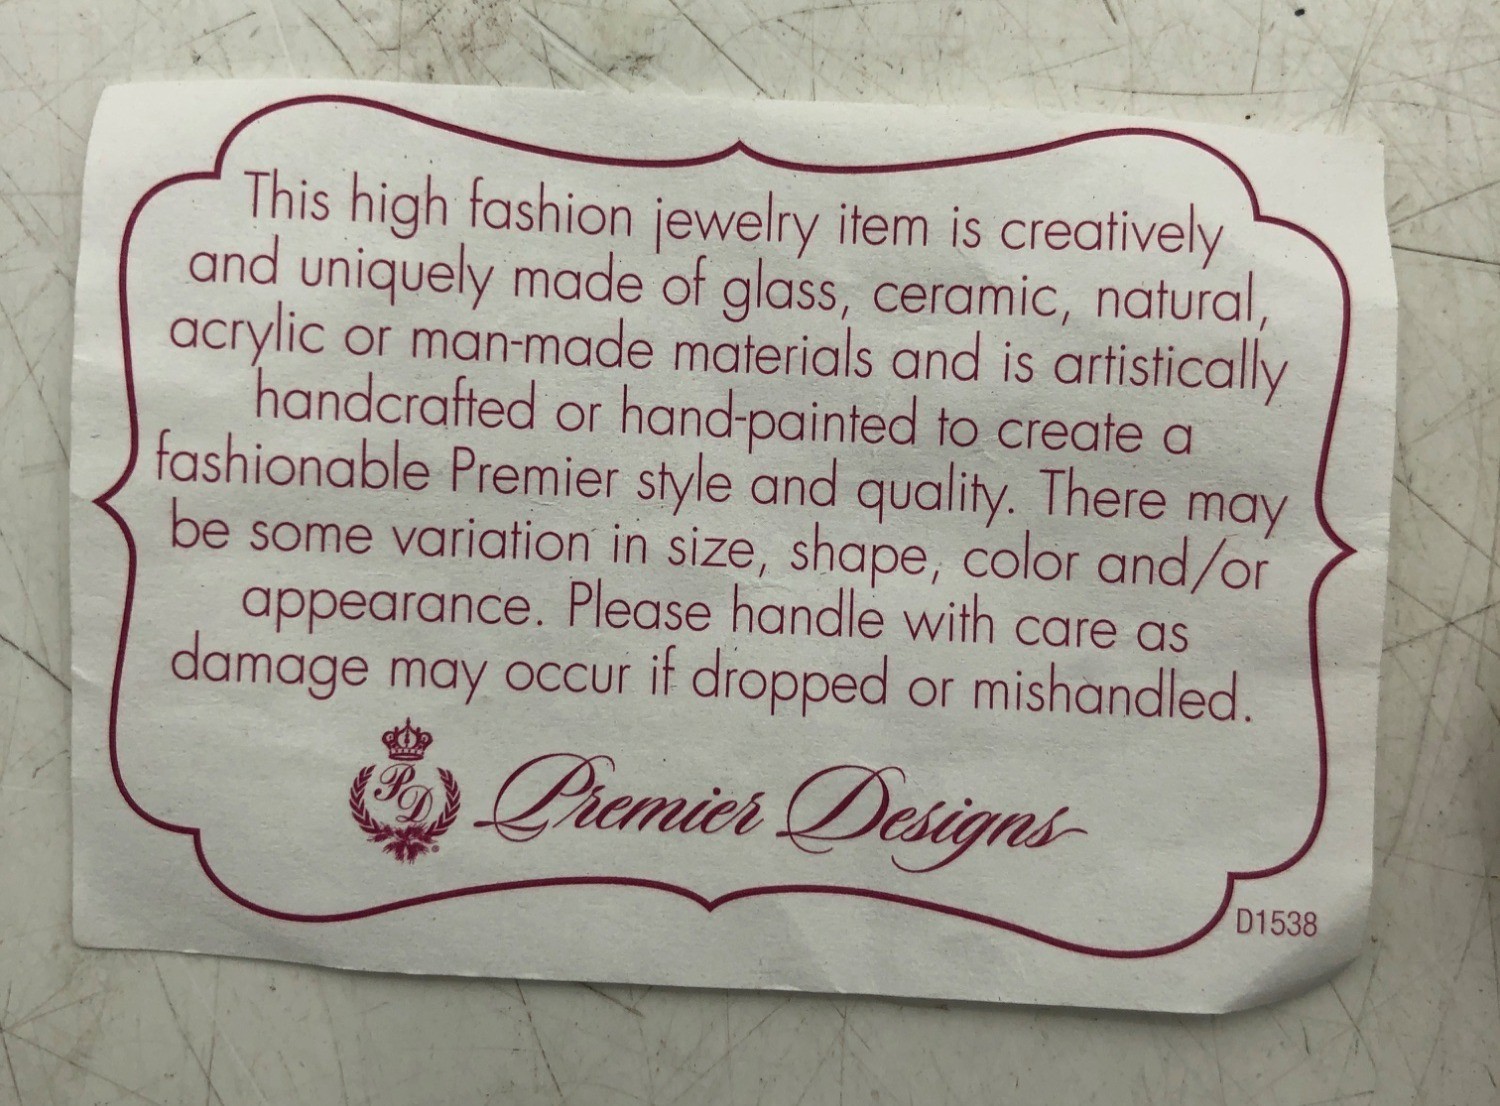 This high fashion jewelry item is creatively
and uniquely made of glass, ceramic, natural,
acrylic or man-made materials and is artistically
handcrafted or hand-painted to create a
fashionable Premier style and quality. There may
be some variation in size, shape, color and/or
appearance. Please handle with care as
damage may occur if dropped or mishandled.
PD
Premier Designs
D1538